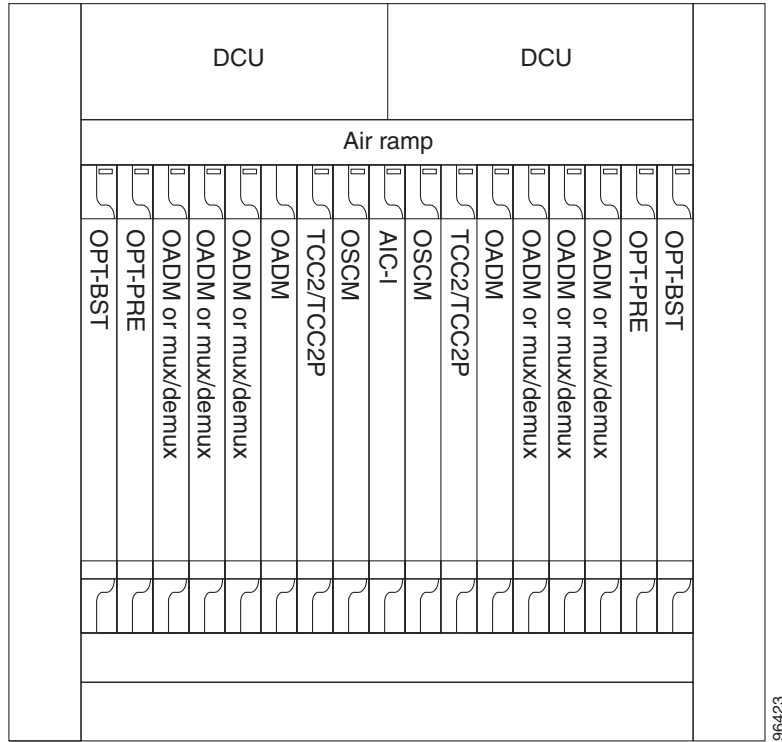 DCU
DCU
Air ramp
OPT-BST
OPT-PRE
OADM or mux/demux
OADM or mux/demux
OADM or mux/demux
OADM
TCC2/TCC2P
OSCM
AIC-I
OSCM
TCC2/TCC2P
OADM
OADM or mux/demux
OADM or mux/demux
OADM or mux/demux
OPT-PRE
OPT-BST
96423